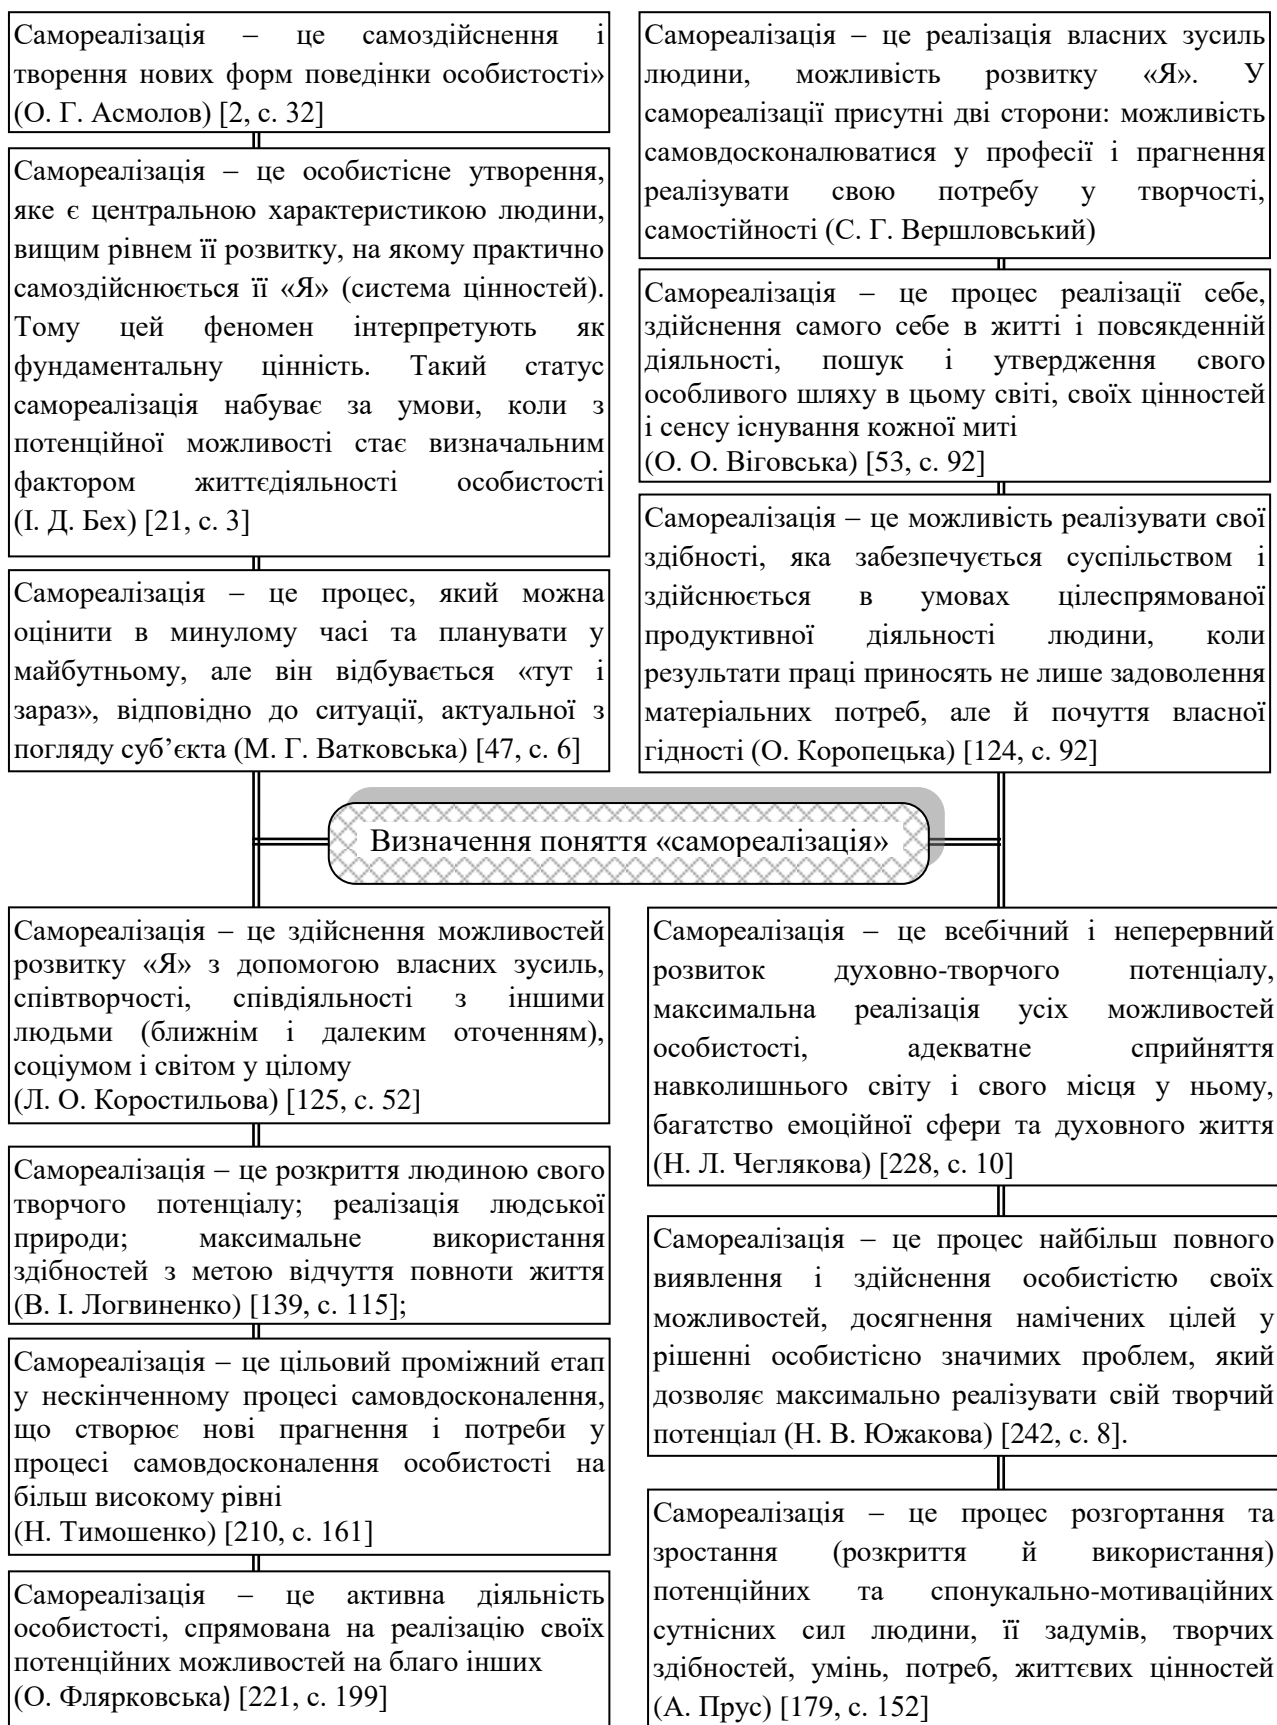 Самореалізація – це самоздійснення і
творення нових форм поведінки особистості»
(О. Г. Асмолов) [2, с. 32]
Самореалізація – це особистісне утворення,
яке є центральною характеристикою людини,
вищим рівнем її розвитку, на якому практично
самоздійснюється її «Я» (система цінностей).
Тому цей феномен інтерпретують як
фундаментальну цінність. Такий статус
самореалізація набуває за умови, коли з
потенційної можливості стає визначальним
фактором життєдіяльності особистості
(І. Д. Бех) [21, с. 3]
Самореалізація – це процес, який можна
оцінити в минулому часі та планувати у
майбутньому, але він відбувається «тут і
зараз», відповідно до ситуації, актуальної з
погляду суб’єкта (М. Г. Ватковська) [47, с. 6]
Самореалізація – це реалізація власних зусиль
людини, можливість розвитку «Я». У
самореалізації присутні дві сторони: можливість
самовдосконалюватися у професії і прагнення
реалізувати свою потребу у творчості,
самостійності (С. Г. Вершловський)
Самореалізація – це процес реалізації себе,
здійснення самого себе в житті і повсякденній
діяльності, пошук і утвердження свого
особливого шляху в цьому світі, своїх цінностей
і сенсу існування кожної миті
(О. О. Віговська) [53, с. 92]
Самореалізація – це можливість реалізувати свої
здібності, яка забезпечується суспільством і
здійснюється в умовах цілеспрямованої
продуктивної діяльності людини, коли
результати праці приносять не лише задоволення
матеріальних потреб, але й почуття власної
гідності (О. Коропецька) [124, с. 92]
Визначення поняття «самореалізація»
Самореалізація – це здійснення можливостей
розвитку «Я» з допомогою власних зусиль,
співтворчості, співдіяльності з іншими
людьми (ближнім і далеким оточенням),
соціумом і світом у цілому
(Л. О. Коростильова) [125, с. 52]
Самореалізація – це розкриття людиною свого
творчого потенціалу; реалізація людської
природи; максимальне використання
здібностей з метою відчуття повноти життя
(В. І. Логвиненко) [139, с. 115];
Самореалізація – це цільовий проміжний етап
у нескінченному процесі самовдосконалення,
що створює нові прагнення і потреби у
процесі самовдосконалення особистості на
більш високому рівні
(Н. Тимошенко) [210, с. 161]
Самореалізація – це активна діяльність
особистості, спрямована на реалізацію своїх
потенційних можливостей на благо інших
(О. Флярковська) [221, с. 199]
Самореалізація – це всебічний і неперервний
розвиток духовно-творчого потенціалу,
максимальна реалізація усіх можливостей
особистості, адекватне сприйняття
навколишнього світу і свого місця у ньому,
багатство емоційної сфери та духовного життя
(Н. Л. Чеглякова) [228, с. 10]
Самореалізація – це процес найбільш повного
виявлення і здійснення особистістю своїх
можливостей, досягнення намічених цілей у
рішенні особистісно значимих проблем, який
дозволяє максимально реалізувати свій творчий
потенціал (Н. В. Южакова) [242, с. 8].
Самореалізація – це процес розгортання та
зростання (розкриття й використання)
потенційних та спонукально-мотиваційних
сутнісних сил людини, її задумів, творчих
здібностей, умінь, потреб, життєвих цінностей
(А. Прус) [179, с. 152]